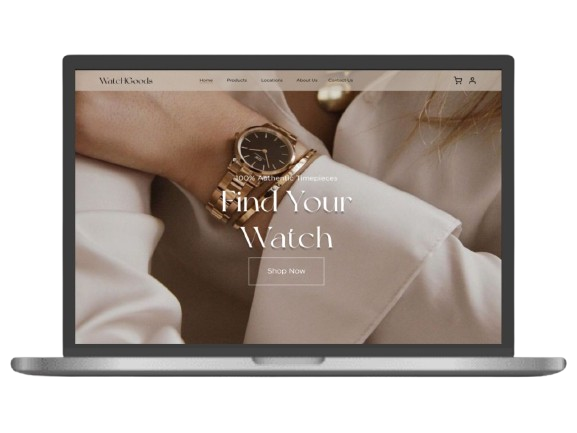 WatchGoods
Home Products Locations About Us Contact Us
100% Authentic Timepieces
Find Your
Watch
Shop Now